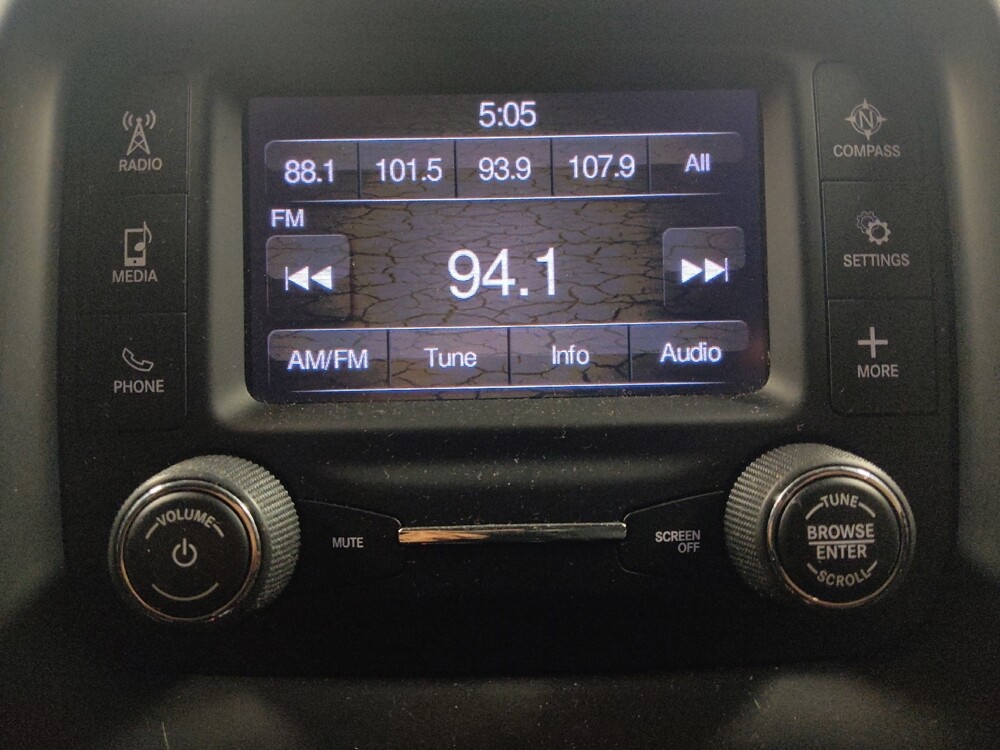 5:05
88.1 101.5 93.9 107.9 All
FM
94.1
AM/FM Tune Info Audio
RADIO
MEDIA
PHONE
N
COMPASS
SETTINGS
MORE
VOLUME
MUTE
SCREEN
OFF
TUNE
BROWSE
ENTER
SCROLL